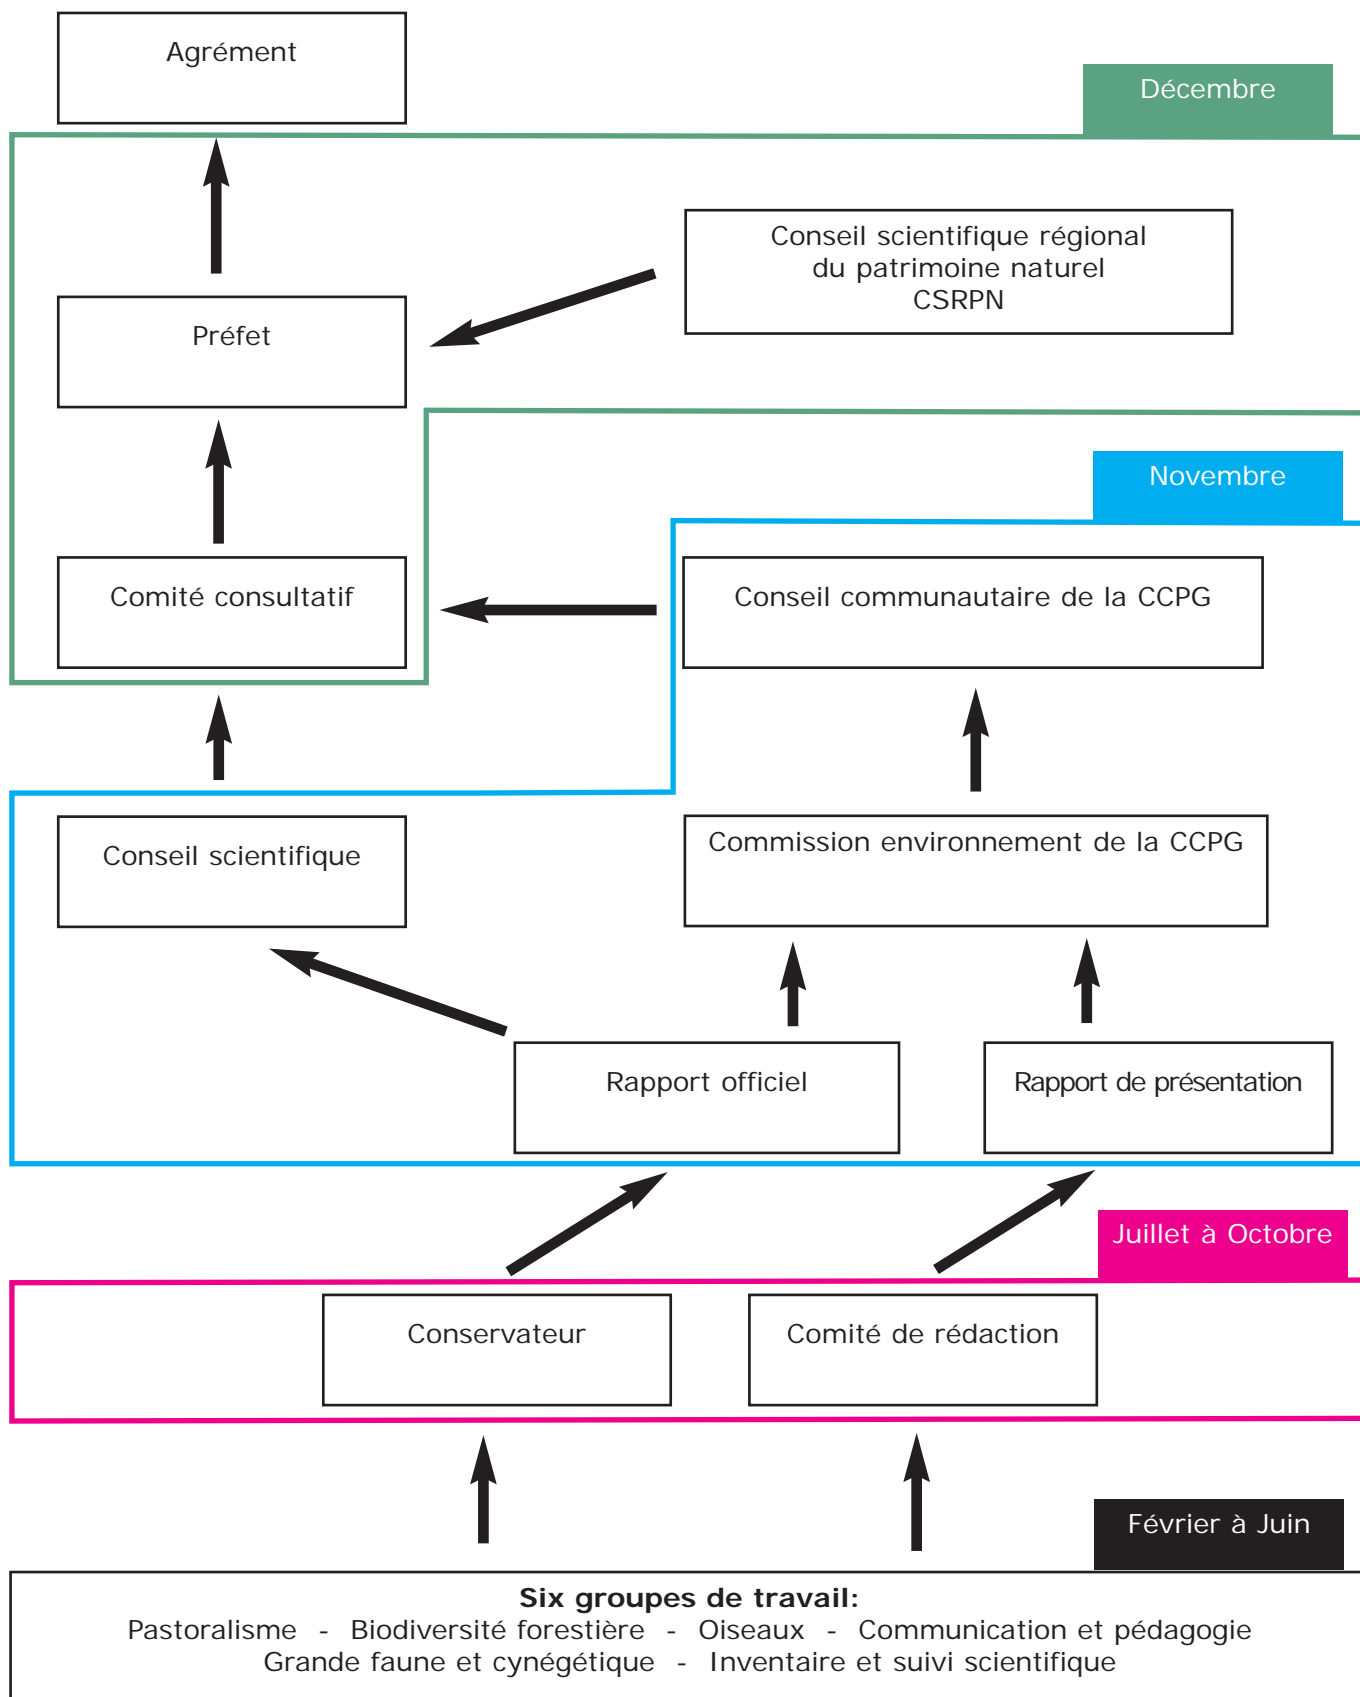 Agrément
Décembre
Conseil scientifique régional
du patrimoine naturel
CSRPN
Préfet
Novembre
Comité consultatif
Conseil communautaire de la CCPG
Conseil scientifique
Commission environnement de la CCPG
Rapport officiel
Rapport de présentation
Juillet à Octobre
Conservateur
Comité de rédaction
Février à Juin
Six groupes de travail:
Pastoralisme - Biodiversité forestière - Oiseaux - Communication et pédagogie
Grande faune et cynégétique - Inventaire et suivi scientifique